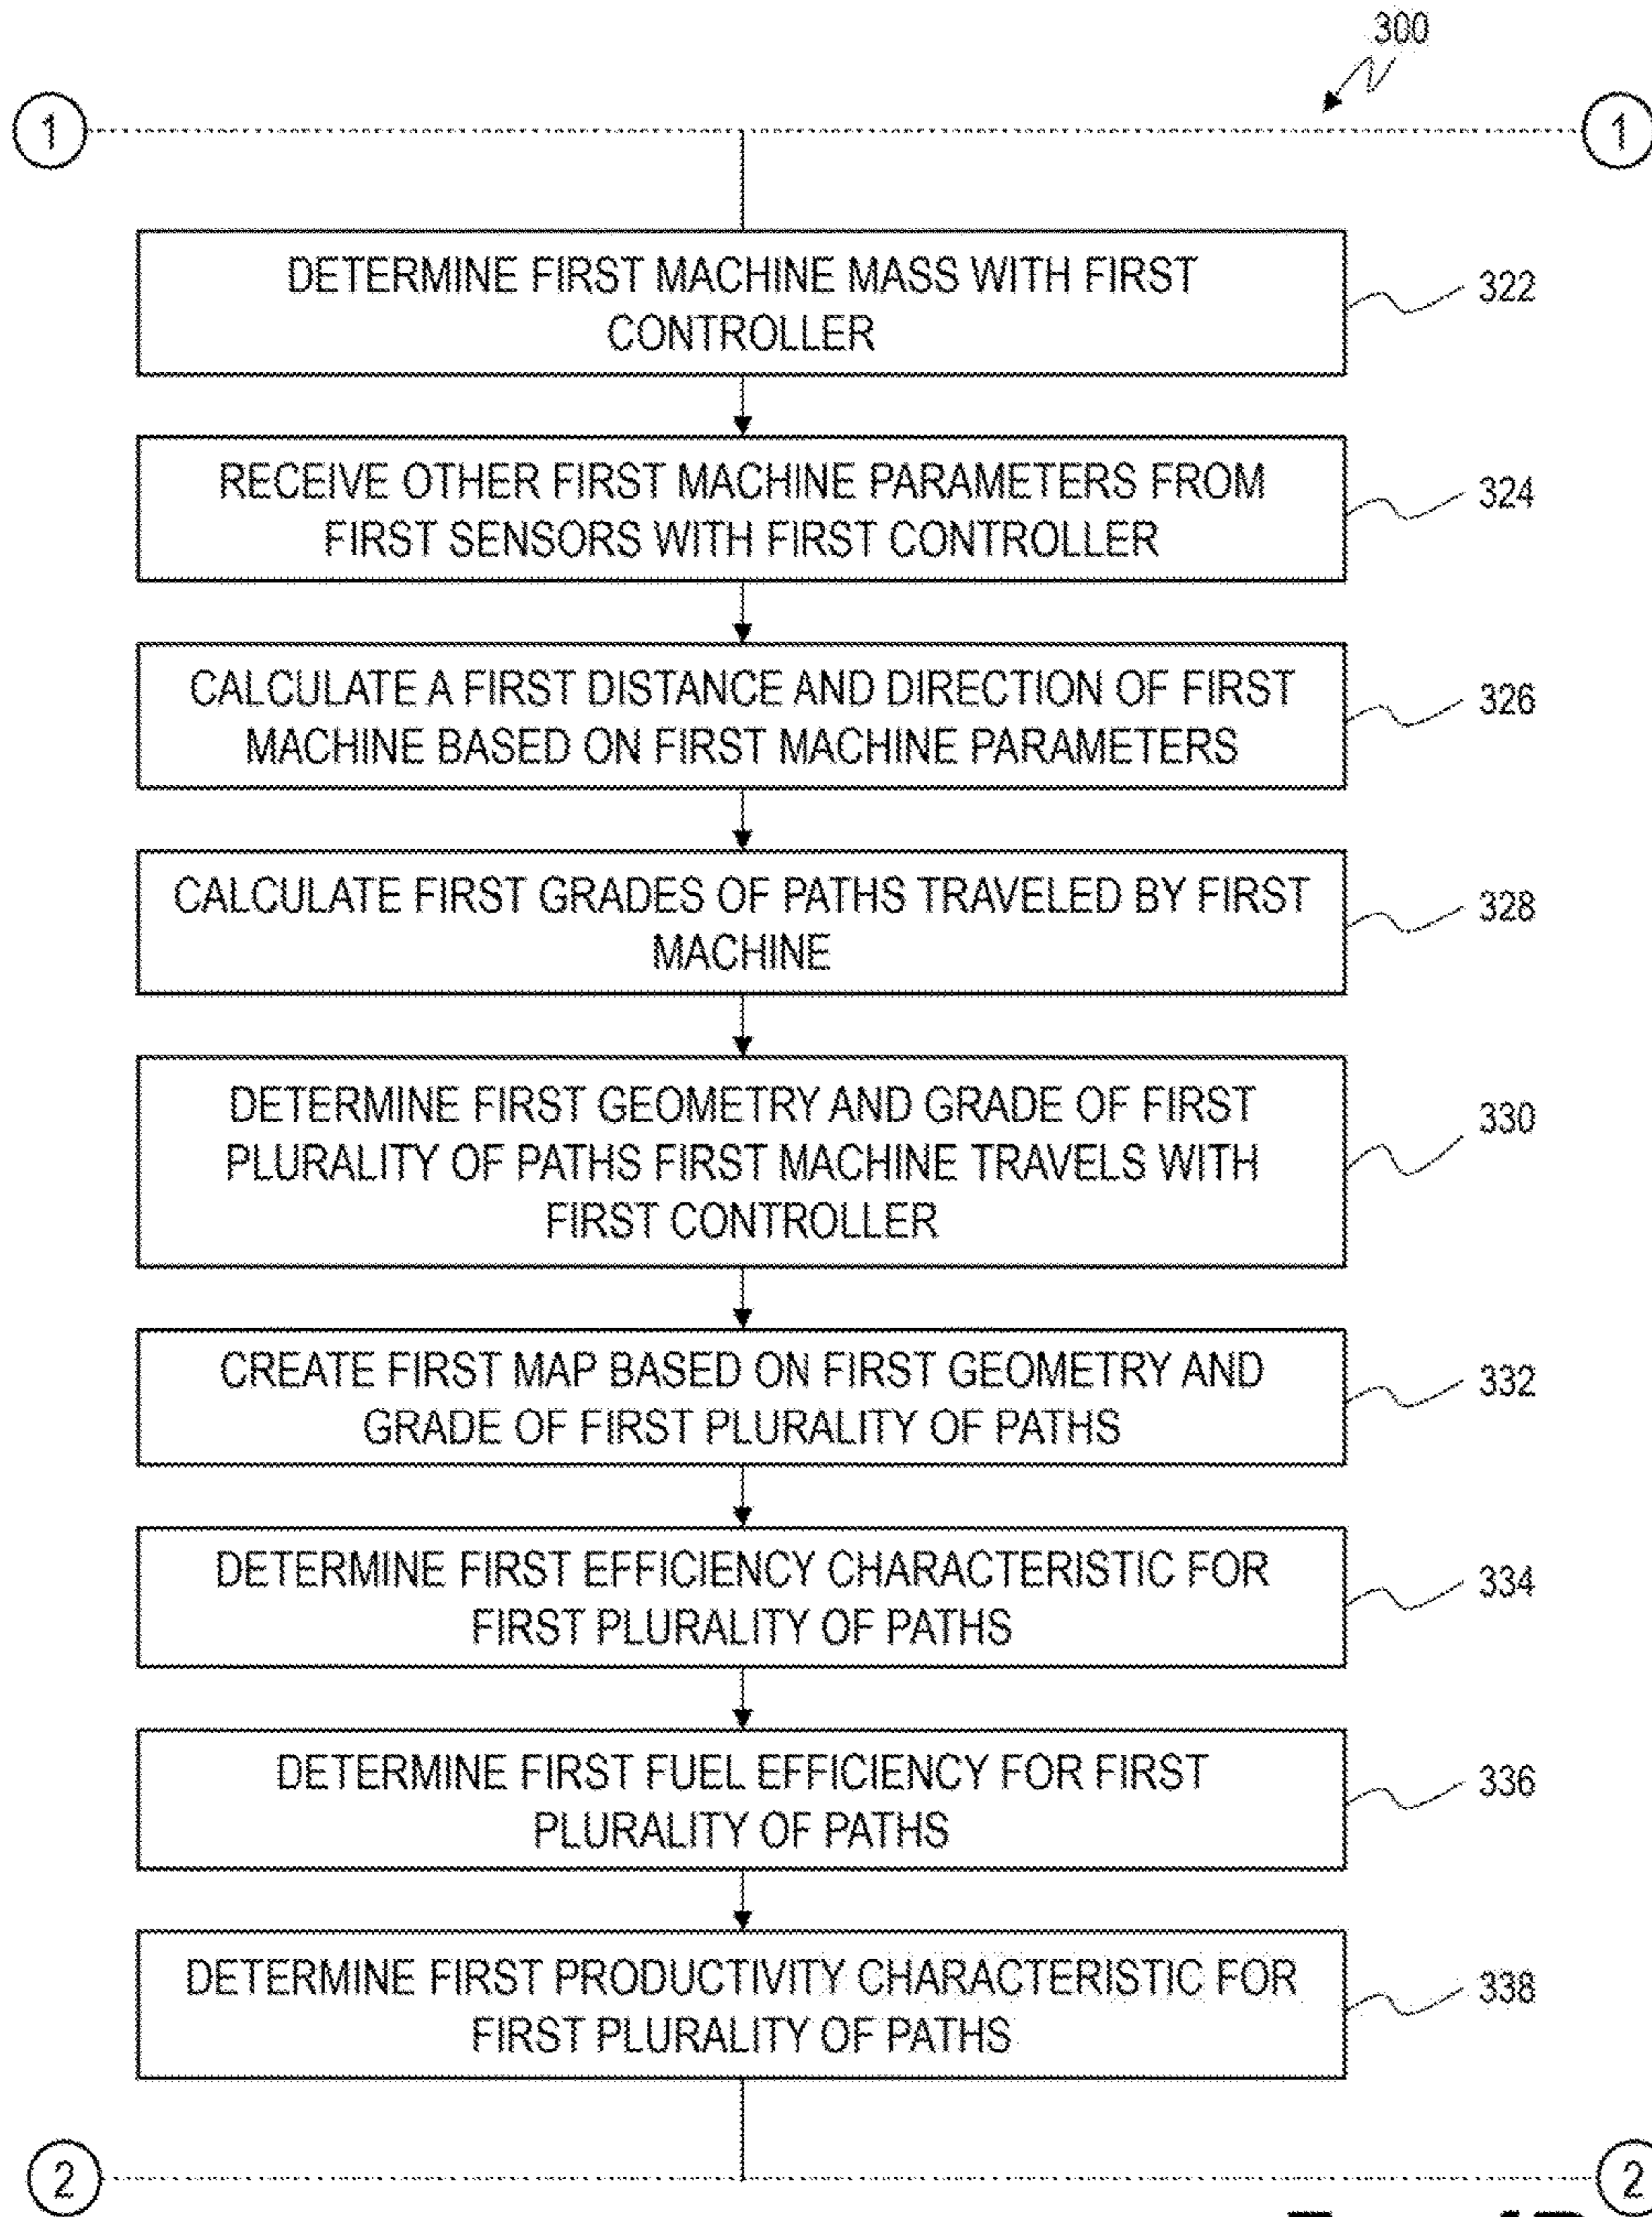 300
1 1
DETERMINE FIRST MACHINE MASS WITH FIRST
CONTROLLER
322
RECEIVE OTHER FIRST MACHINE PARAMETERS FROM
FIRST SENSORS WITH FIRST CONTROLLER
324
CALCULATE A FIRST DISTANCE AND DIRECTION OF FIRST
MACHINE BASED ON FIRST MACHINE PARAMETERS
326
CALCULATE FIRST GRADES OF PATHS TRAVELED BY FIRST
MACHINE
328
DETERMINE FIRST GEOMETRY AND GRADE OF FIRST
PLURALITY OF PATHS FIRST MACHINE TRAVELS WITH
FIRST CONTROLLER
330
CREATE FIRST MAP BASED ON FIRST GEOMETRY AND
GRADE OF FIRST PLURALITY OF PATHS
332
DETERMINE FIRST EFFICIENCY CHARACTERISTIC FOR
FIRST PLURALITY OF PATHS
334
DETERMINE FIRST FUEL EFFICIENCY FOR FIRST
PLURALITY OF PATHS
336
DETERMINE FIRST PRODUCTIVITY CHARACTERISTIC FOR
FIRST PLURALITY OF PATHS
338
2 2